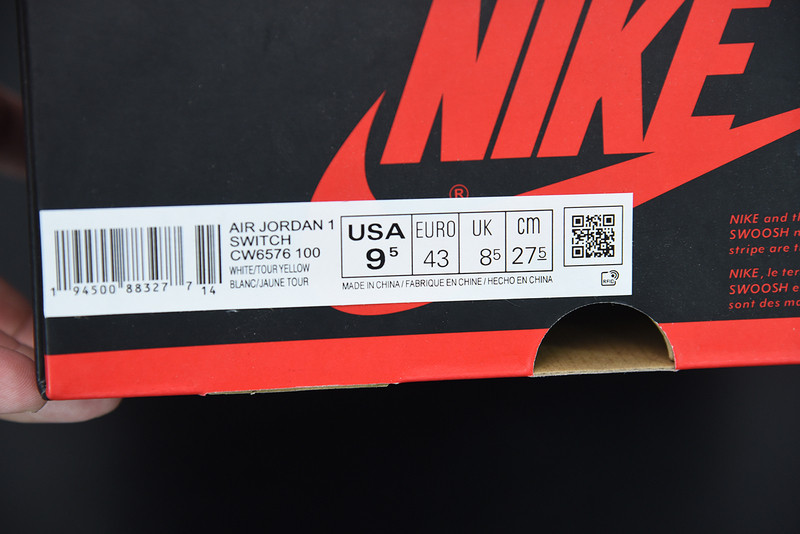 NIKE
®
AIR JORDAN 1
SWITCH
CW6576 100
WHITE/TOUR YELLOW
BLANC/JAUNE TOUR
1 94500 88327 7 14
USA EURO UK cm
9⁵ 43 8⁵ 27⁵
MADE IN CHINA / FABRIQUE EN CHINE / HECHO EN CHINA
RFID
NIKE and th
SWOOSH
stripe are t
NIKE, le te
SWOOSH e
sont des ma